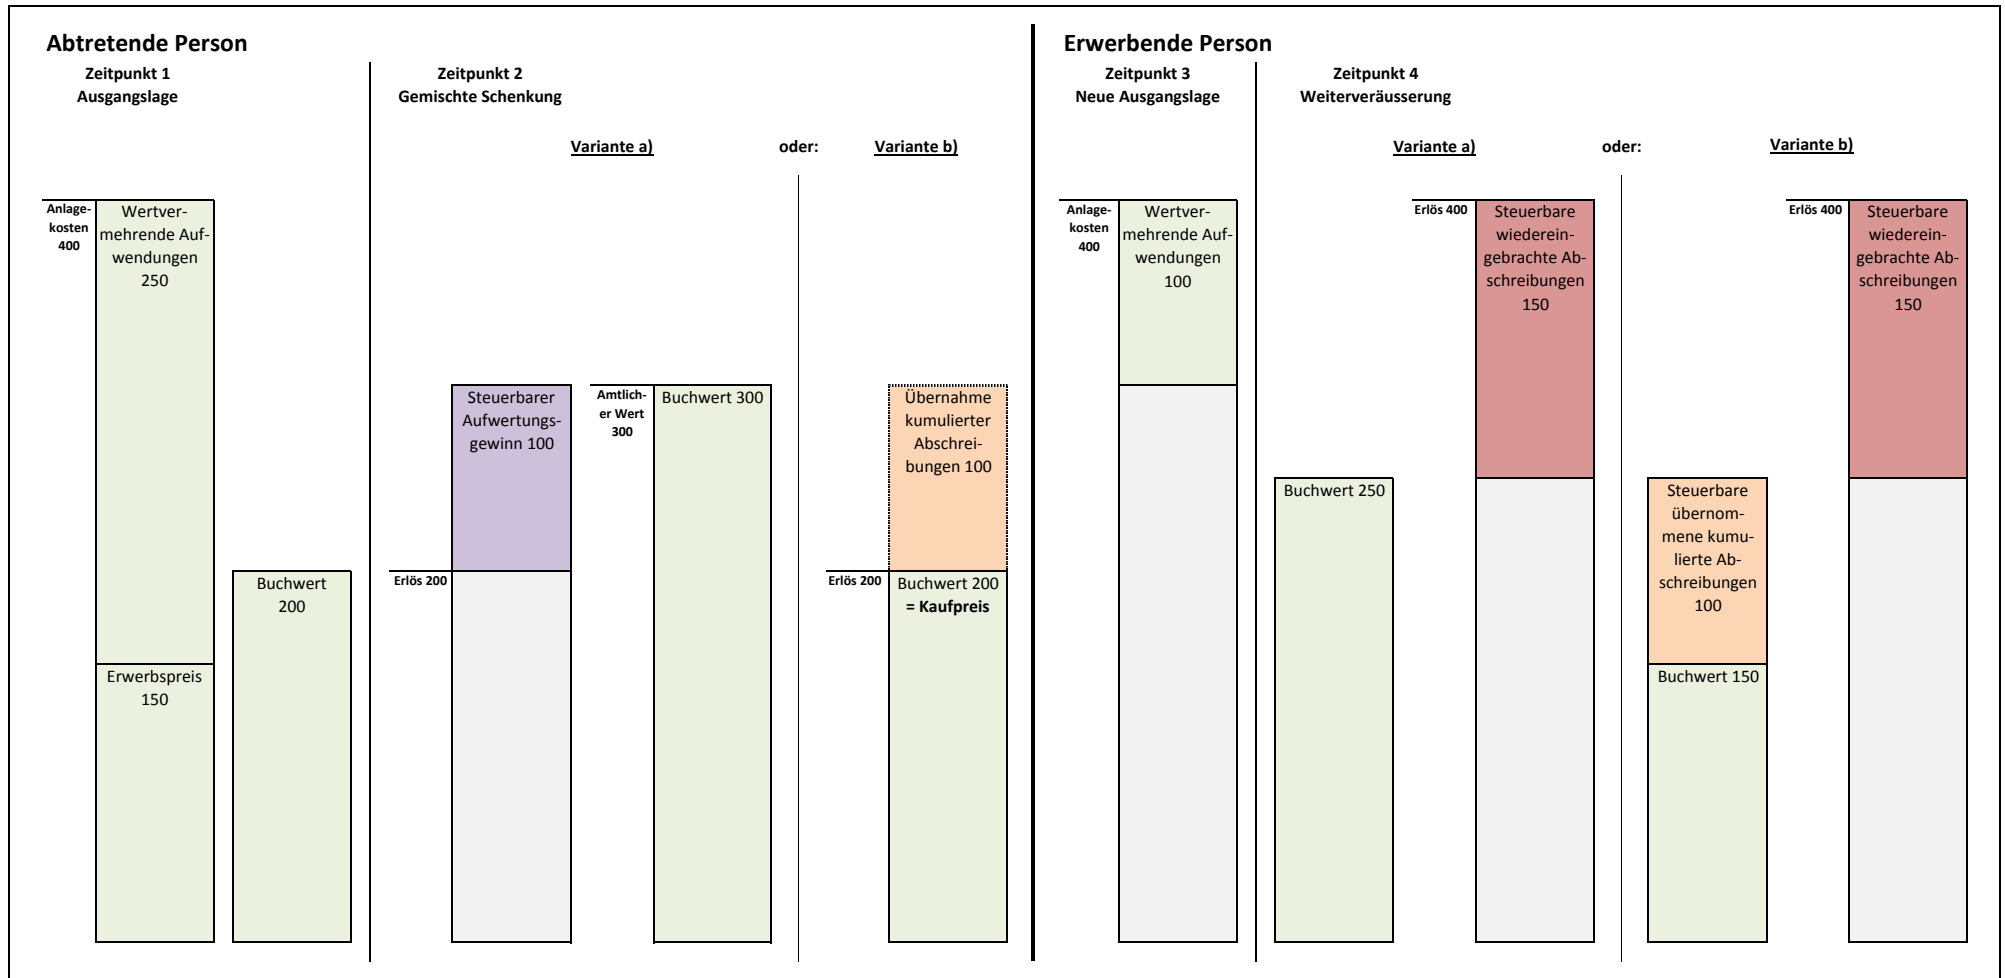 Abtretende Person
Zeitpunkt 1
Ausgangslage
Anlage-
kosten
400
Wertver-
mehrende Auf-
wendungen
250
Erwerbspreis
150
Buchwert
200
Zeitpunkt 2
Gemischte Schenkung
Variante a)
oder:
Variante b)
Erlös 200
Steuerbarer
Aufwertungs-
gewinn 100
Amtlich-
er Wert
300
Buchwert 300
Erlös 200
Übernahme
kumulierter
Abschrei-
bungen 100
Buchwert 200
= Kaufpreis
Erwerbende Person
Zeitpunkt 3
Neue Ausgangslage
Anlage-
kosten
400
Wertver-
mehrende Auf-
wendungen
100
Zeitpunkt 4
Weiterveräusserung
Variante a)
oder:
Variante b)
Buchwert 250
Erlös 400
Steuerbare
wiederein-
gebrachte Ab-
schreibungen
150
Steuerbare
übernom-
mene kumu-
lierte Ab-
schreibungen
100
Buchwert 150
Erlös 400
Steuerbare
wiederein-
gebrachte Ab-
schreibungen
150